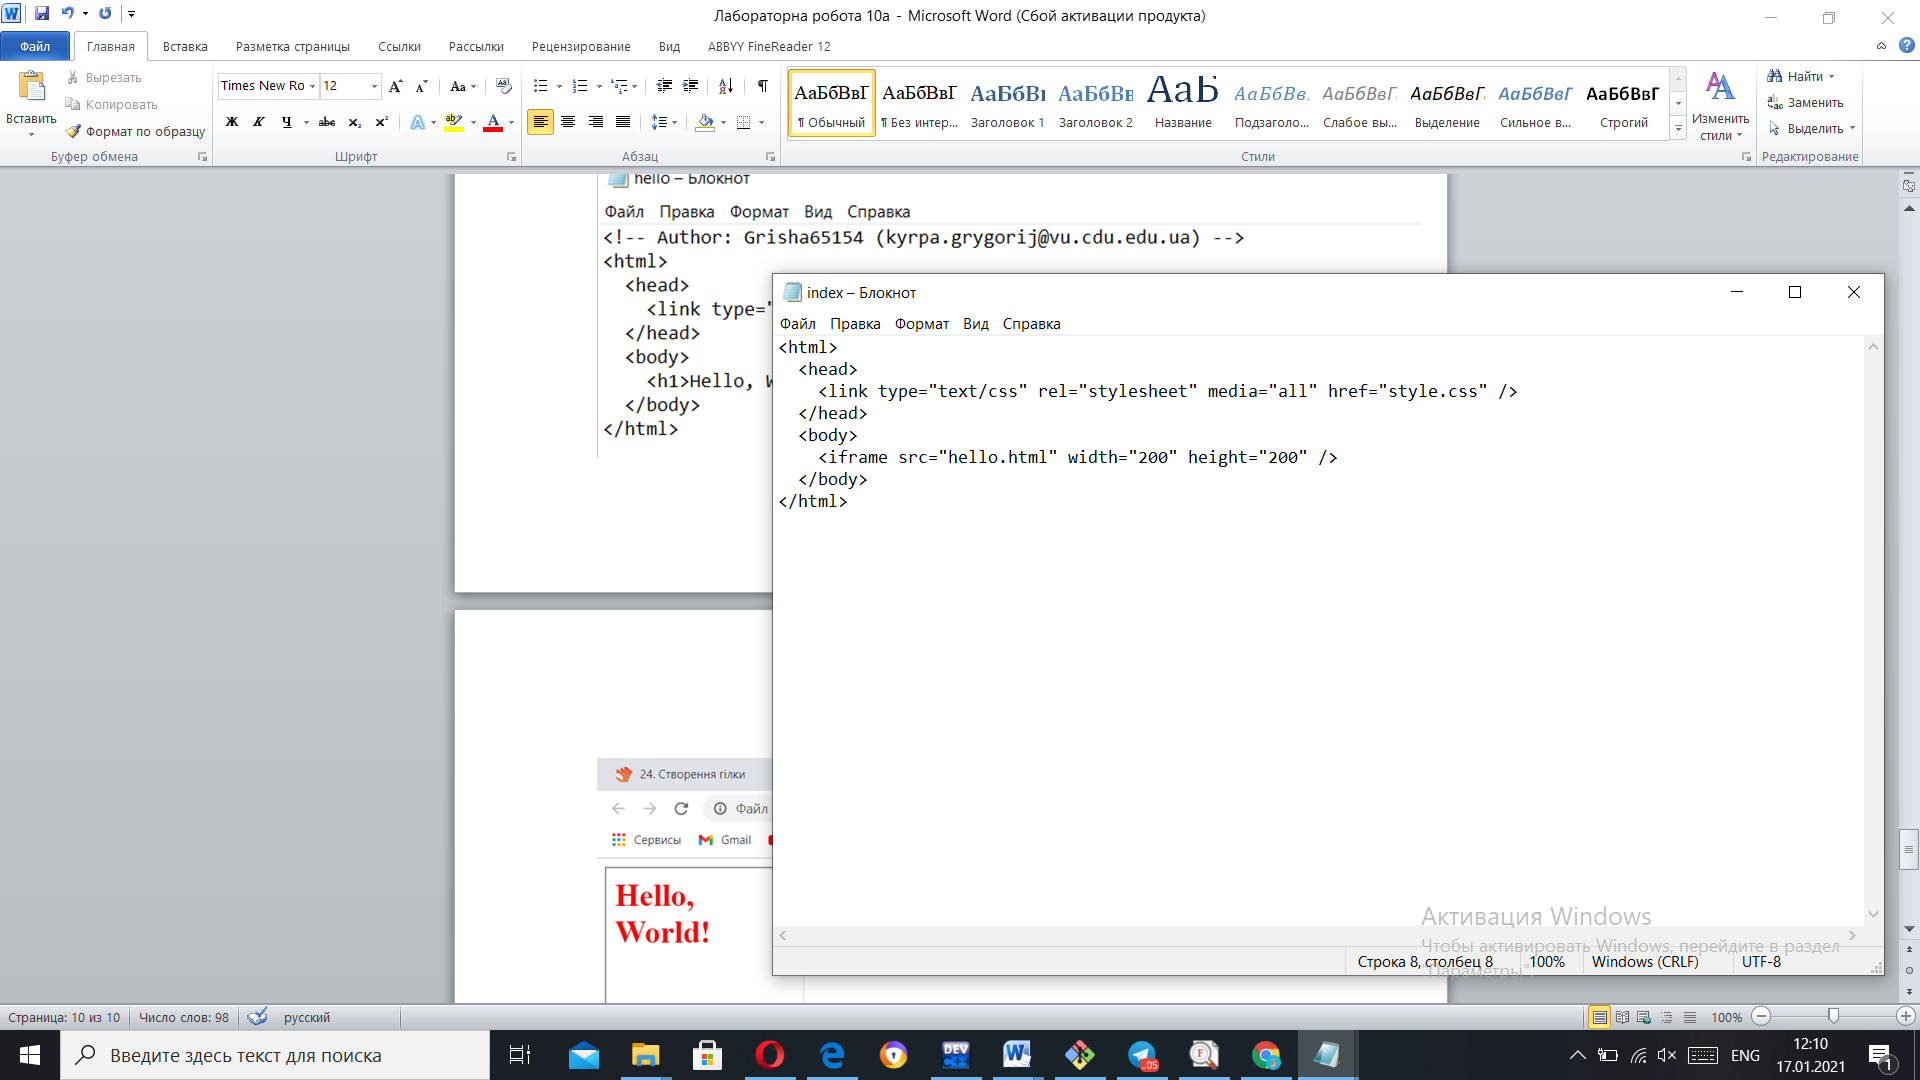 Лабораторна робота 10а - Microsoft Word (Сбой активации продукта)
Файл Главная Вставка Разметка страницы Ссылки Рассылки Рецензирование Вид ABBYY FineReader 12
Вставить
Вырезать
Копировать
Формат по образцу
Буфер обмена
Times New Ro 12
Ж К Ч abc x₂ x²
Шрифт
Абзац
АаБбВвГ АаБбВвГ АаБбВı АаБбВв АаБ АаБбВв. АаБбВвГ. АаБбВвГ. АаБбВвГ АаБбВвГ
¶ Обычный ¶ Без интер... Заголовок 1 Заголовок 2 Название Подзаголо... Слабое вы... Выделение Сильное в... Строгий
Стили
Изменить стили
Найти
Заменить
Выделить
Редактирование
hello – Блокнот
Файл Правка Формат Вид Справка
<!-- Author: Grisha65154 (kyrpa.grygorij@vu.cdu.edu.ua) -->
<html>
<head>
<link type="
</head>
<body>
<h1>Hello, W
</body>
</html>
index – Блокнот
Файл Правка Формат Вид Справка
<html>
<head>
<link type="text/css" rel="stylesheet" media="all" href="style.css" />
</head>
<body>
<iframe src="hello.html" width="200" height="200" />
</body>
</html>
Активация Windows
Чтобы активировать Windows, перейдите в раздел
"Параметры".
Строка 8, столбец 8 100% Windows (CRLF) UTF-8
24. Створення гілки
Файл
Сервисы Gmail
Hello,
World!
Страница: 10 из 10 Число слов: 98 русский 100%
Введите здесь текст для поиска
DEV C++
..05
ENG
12:10
17.01.2021
1